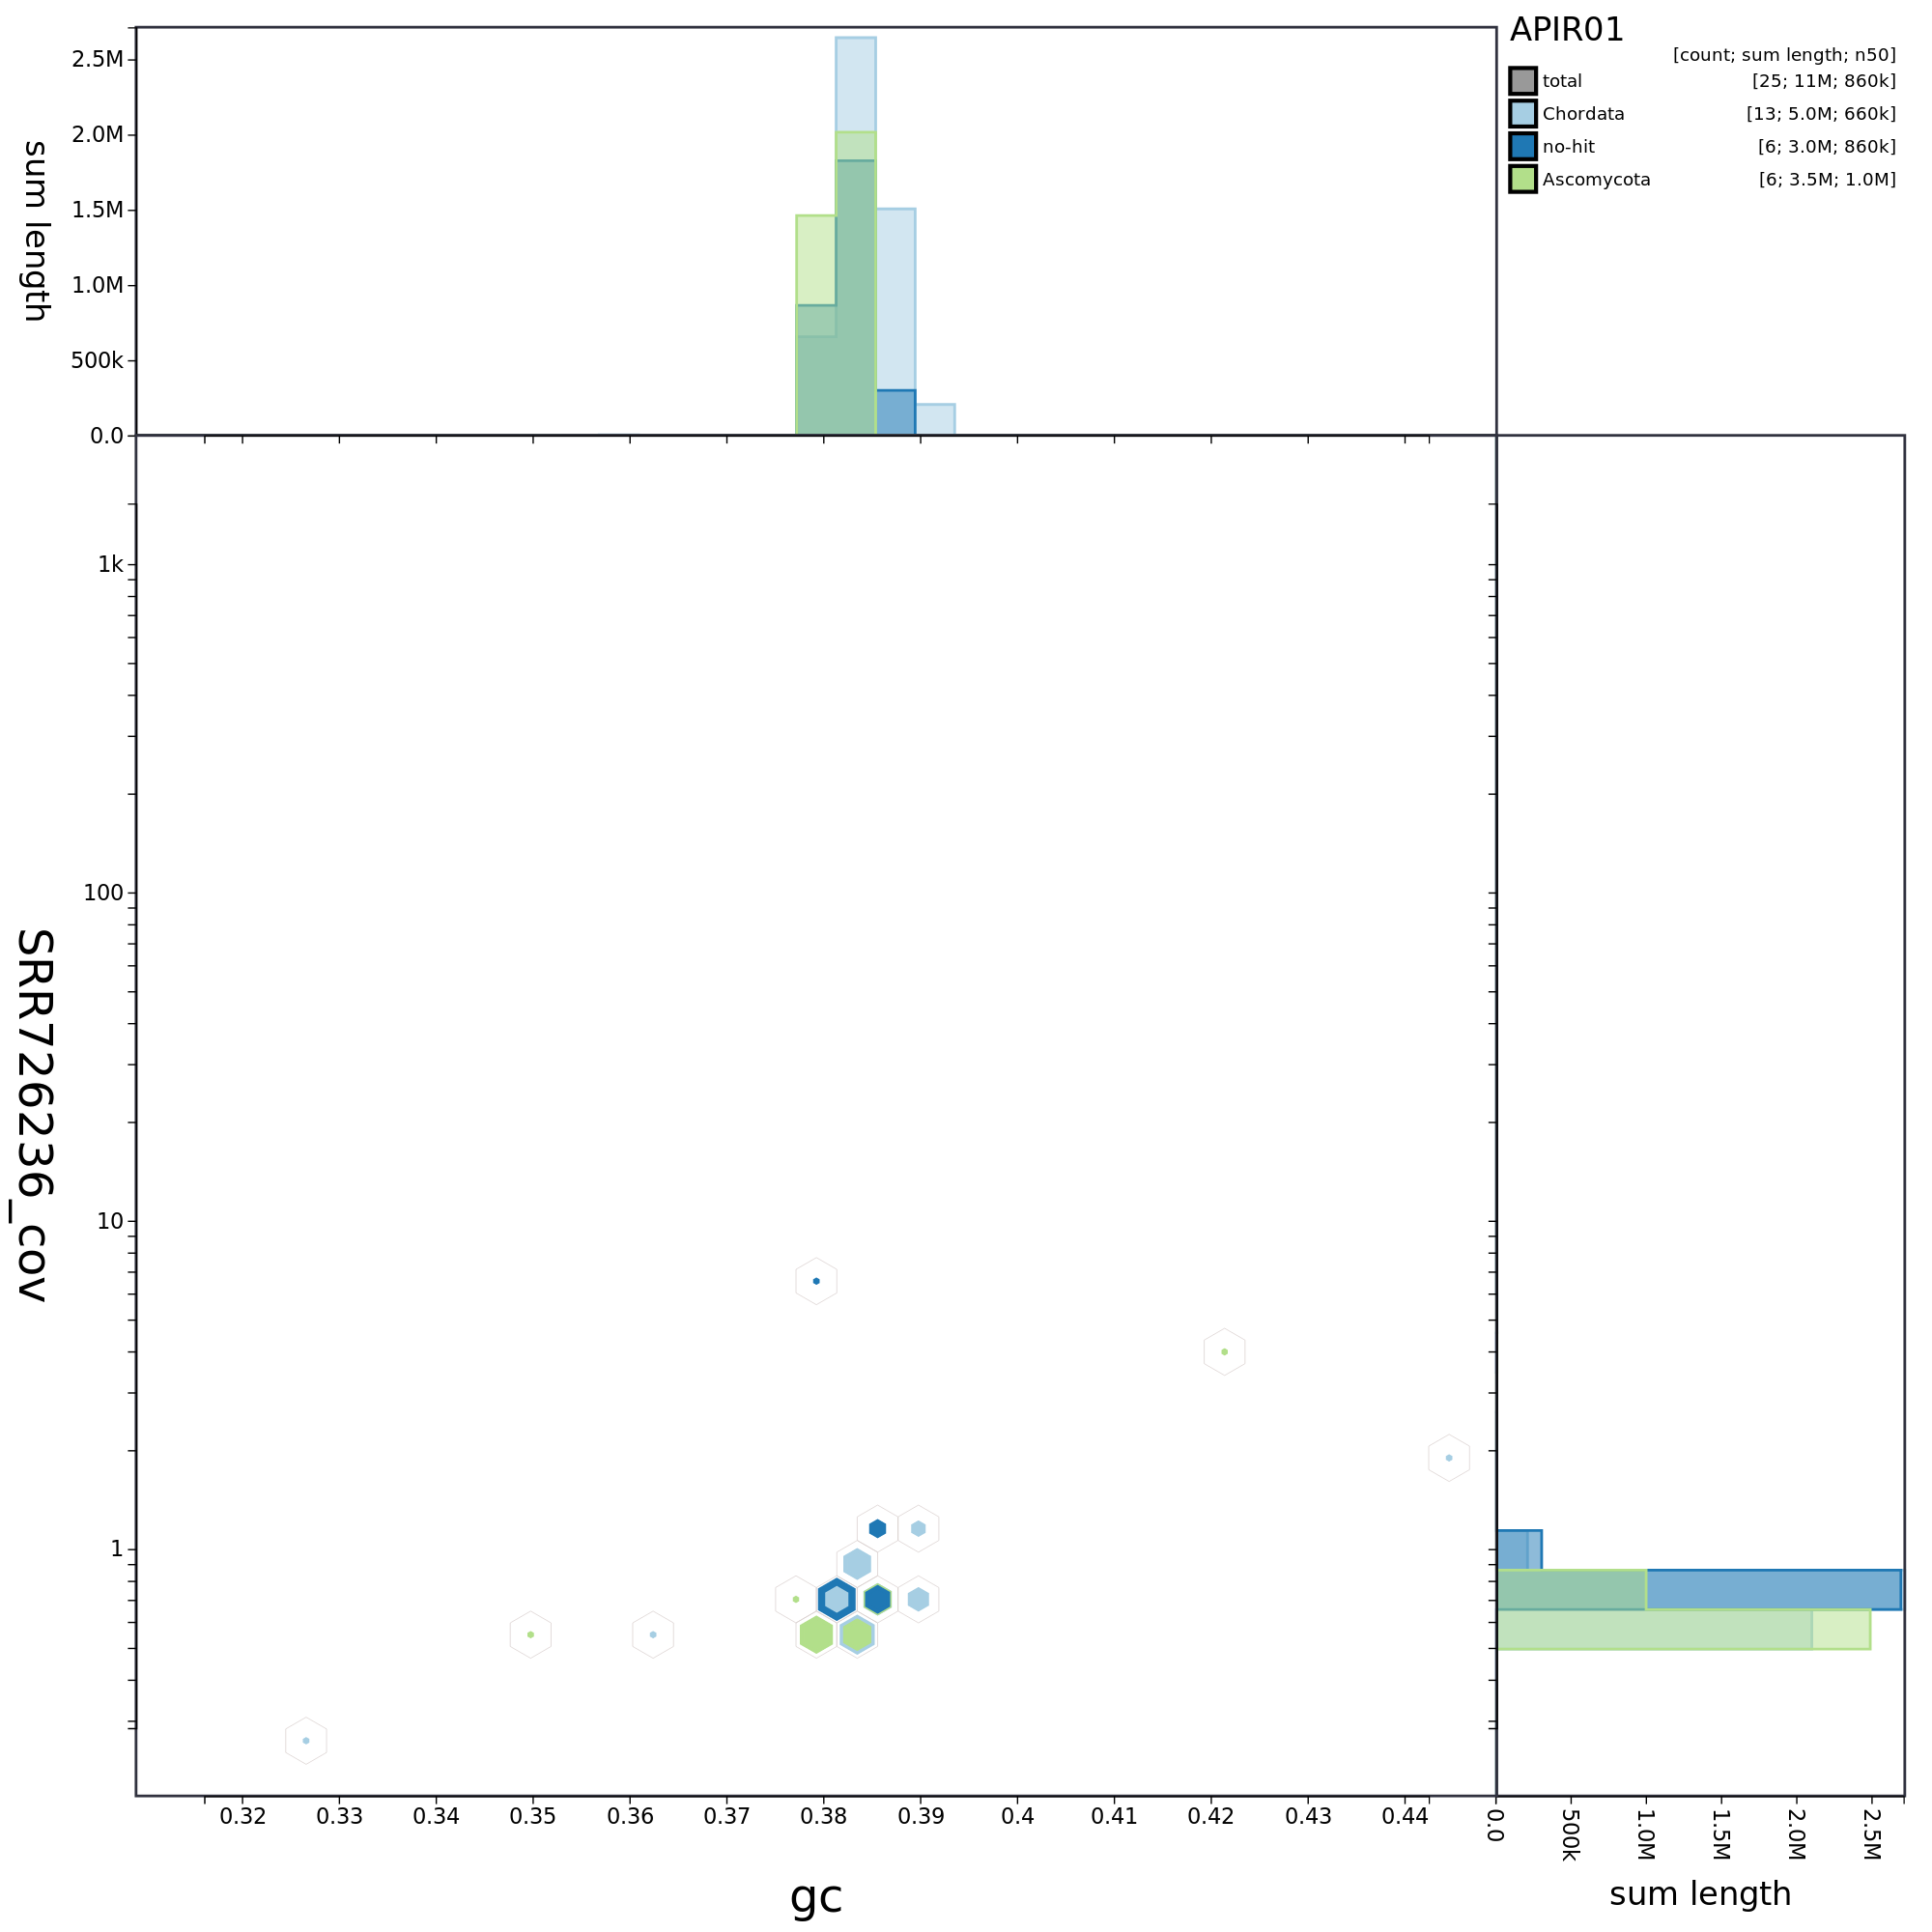 APIR01
[count; sum length; n50]
total [25; 11M; 860k]
Chordata [13; 5.0M; 660k]
no-hit [6; 3.0M; 860k]
Ascomycota [6; 3.5M; 1.0M]
sum length
2.5M
2.0M
1.5M
1.0M
500k
0.0
SRR726236_cov
1k
100
10
1
0.32 0.33 0.34 0.35 0.36 0.37 0.38 0.39 0.4 0.41 0.42 0.43 0.44
gc
0.0 500k 1.0M 1.5M 2.0M 2.5M
sum length